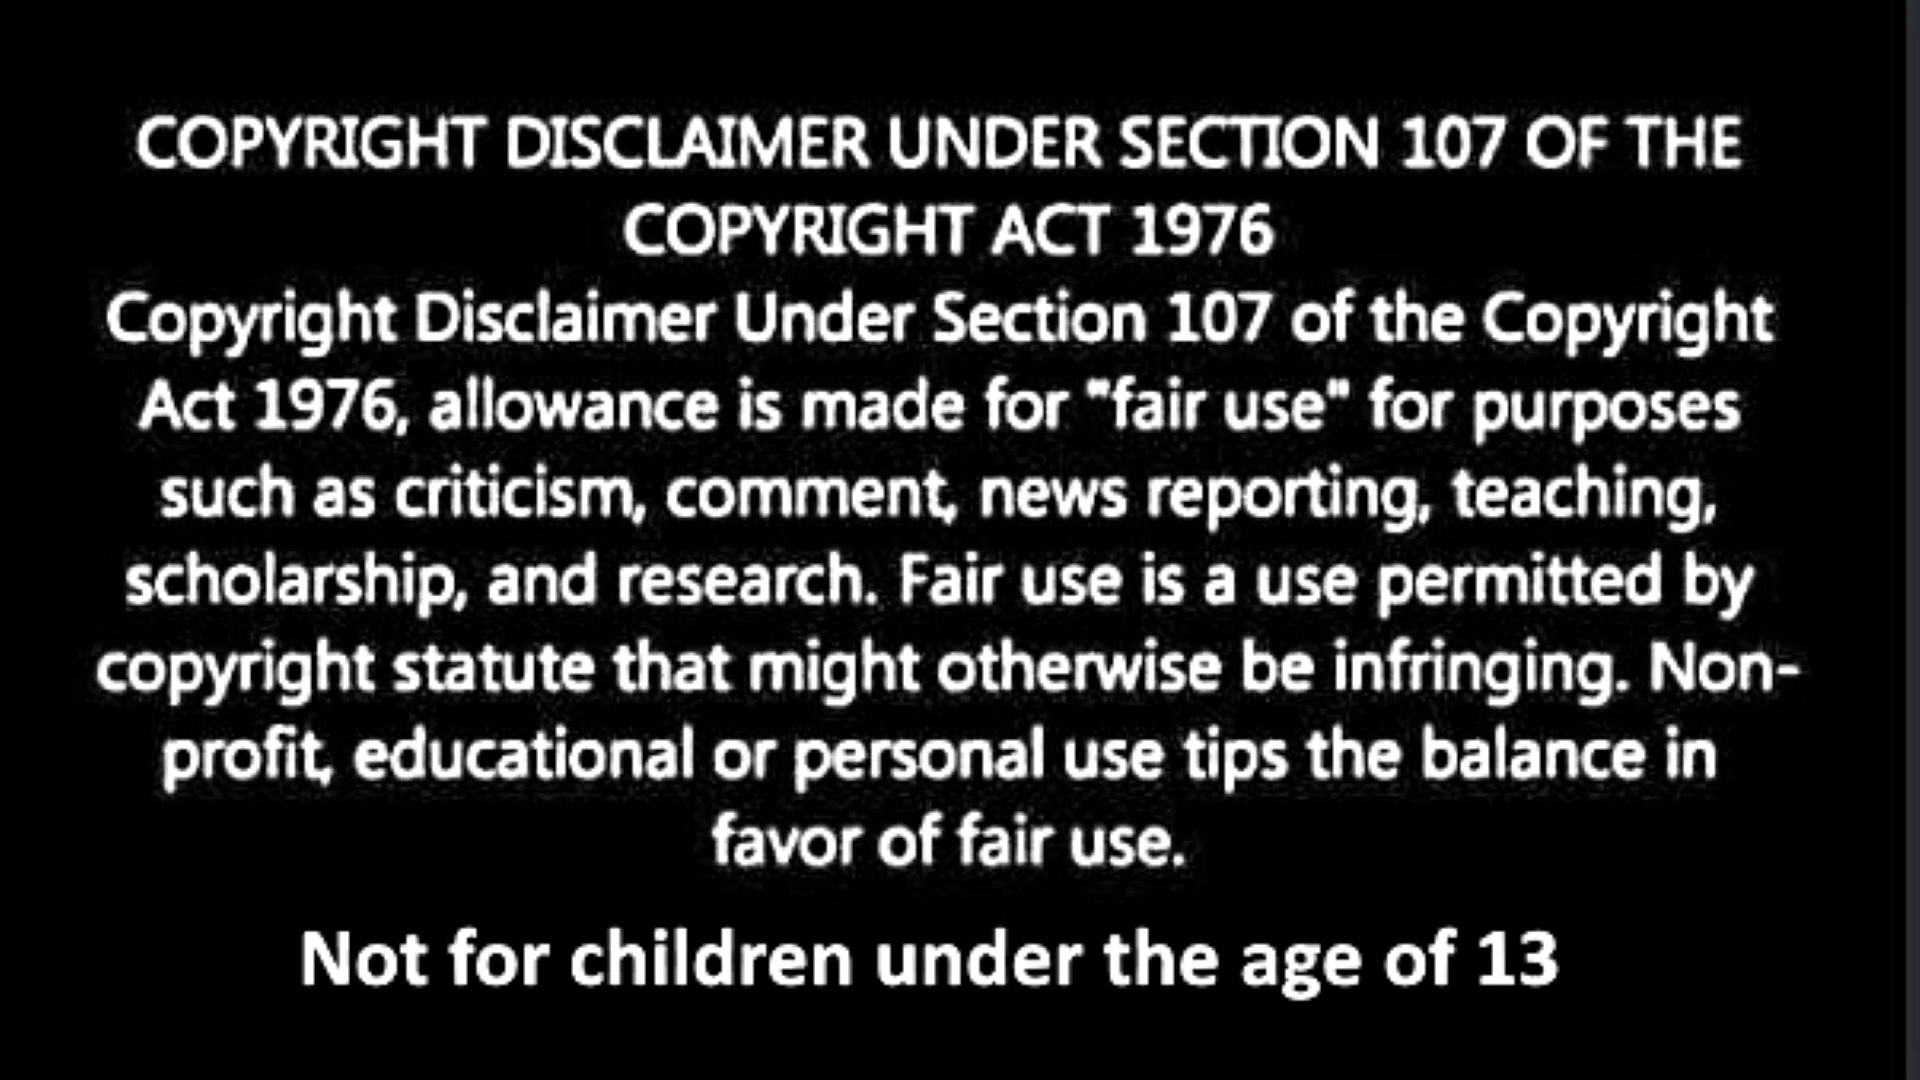 COPYRIGHT DISCLAIMER UNDER SECTION 107 OF THE
COPYRIGHT ACT 1976
Copyright Disclaimer Under Section 107 of the Copyright
Act 1976, allowance is made for "fair use" for purposes
such as criticism, comment, news reporting, teaching,
scholarship, and research. Fair use is a use permitted by
copyright statute that might otherwise be infringing. Non-
profit, educational or personal use tips the balance in
favor of fair use.
Not for children under the age of 13